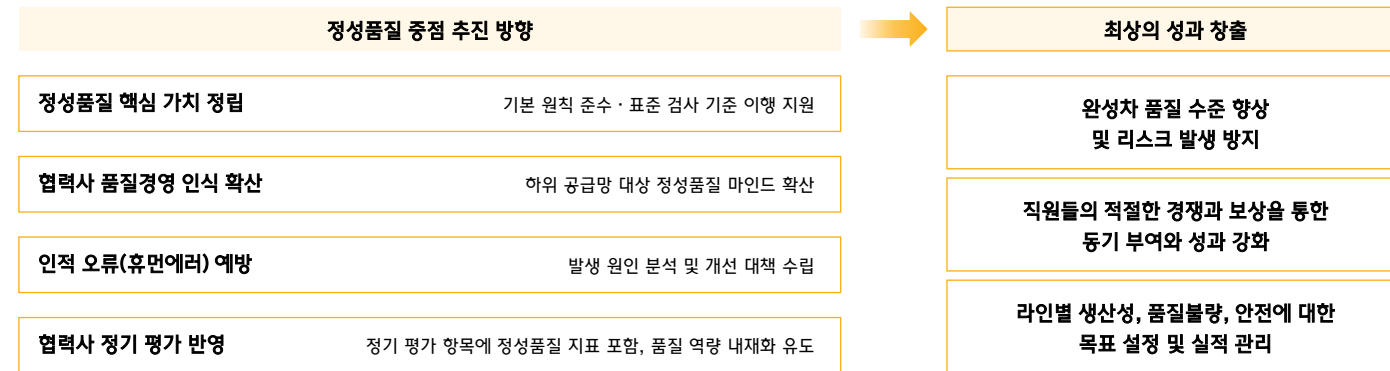 정성품질 중점 추진 방향
정성품질 핵심 가치 정립
기본 원칙 준수 · 표준 검사 기준 이행 지원
협력사 품질경영 인식 확산
하위 공급망 대상 정성품질 마인드 확산
인적 오류(휴먼에러) 예방
발생 원인 분석 및 개선 대책 수립
협력사 정기 평가 반영
정기 평가 항목에 정성품질 지표 포함, 품질 역량 내재화 유도
최상의 성과 창출
완성차 품질 수준 향상
및 리스크 발생 방지
직원들의 적절한 경쟁과 보상을 통한
동기 부여와 성과 강화
라인별 생산성, 품질불량, 안전에 대한
목표 설정 및 실적 관리